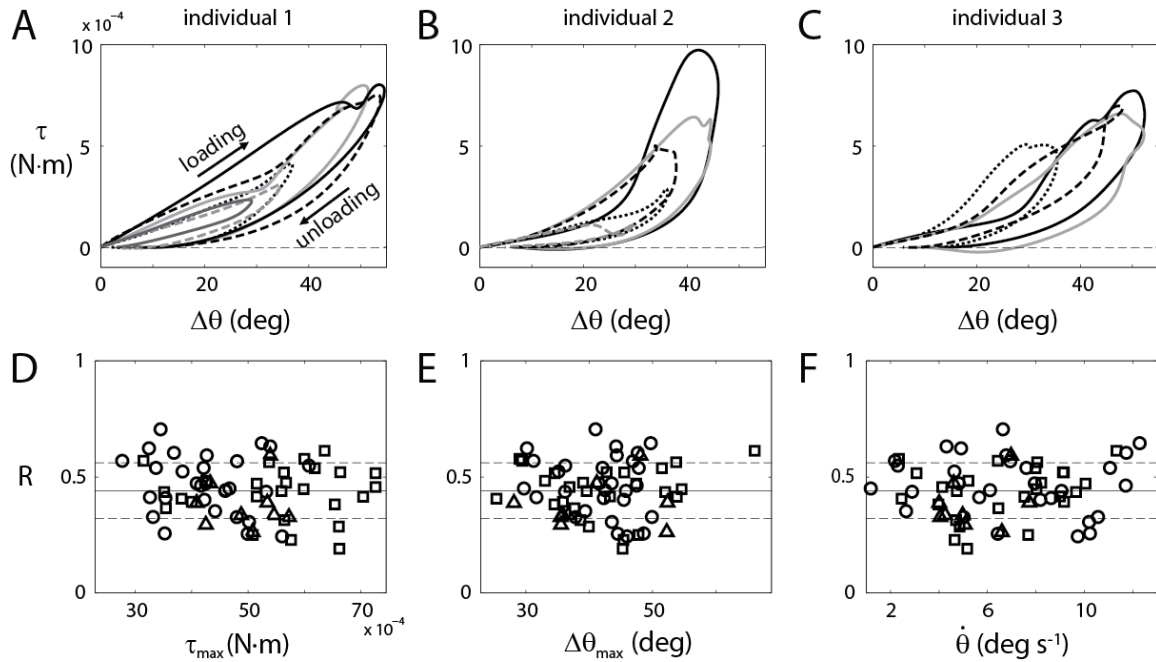 A
B
C
individual 1
individual 2
individual 3
x 10⁻⁴
10
5
0
τ
(N·m)
loading
unloading
0
20
40
Δθ (deg)
10
5
0
0
20
40
Δθ (deg)
10
5
0
0
20
40
Δθ (deg)
D
E
F
1
0.5
0
R
30
50
70
x 10⁻⁴
τmax (N·m)
1
0.5
0
30
50
Δθmax (deg)
1
0.5
0
2
6
10
θ̇ (deg s⁻¹)